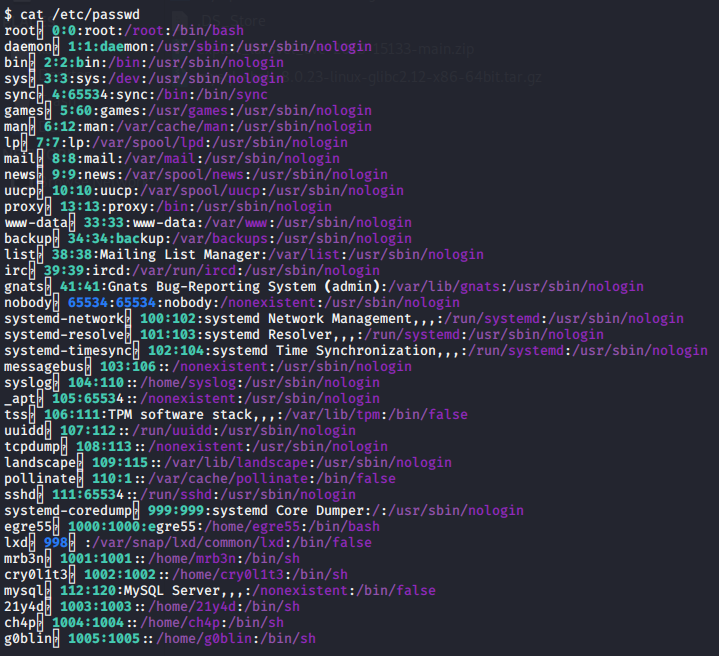 $ cat /etc/passwd
root� 0:0:root:/root:/bin/bash
daemon� 1:1:daemon:/usr/sbin:/usr/sbin/nologin
bin� 2:2:bin:/bin:/usr/sbin/nologin
sys� 3:3:sys:/dev:/usr/sbin/nologin
sync� 4:65534:sync:/bin:/bin/sync
games� 5:60:games:/usr/games:/usr/sbin/nologin
man� 6:12:man:/var/cache/man:/usr/sbin/nologin
lp� 7:7:lp:/var/spool/lpd:/usr/sbin/nologin
mail� 8:8:mail:/var/mail:/usr/sbin/nologin
news� 9:9:news:/var/spool/news:/usr/sbin/nologin
uucp� 10:10:uucp:/var/spool/uucp:/usr/sbin/nologin
proxy� 13:13:proxy:/bin:/usr/sbin/nologin
www-data� 33:33:www-data:/var/www:/usr/sbin/nologin
backup� 34:34:backup:/var/backups:/usr/sbin/nologin
list� 38:38:Mailing List Manager:/var/list:/usr/sbin/nologin
irc� 39:39:ircd:/var/run/ircd:/usr/sbin/nologin
gnats� 41:41:Gnats Bug-Reporting System (admin):/var/lib/gnats:/usr/sbin/nologin
nobody� 65534:65534:nobody:/nonexistent:/usr/sbin/nologin
systemd-network� 100:102:systemd Network Management,,,:/run/systemd:/usr/sbin/nologin
systemd-resolve� 101:103:systemd Resolver,,,:/run/systemd:/usr/sbin/nologin
systemd-timesync� 102:104:systemd Time Synchronization,,,:/run/systemd:/usr/sbin/nologin
messagebus� 103:106::/nonexistent:/usr/sbin/nologin
syslog� 104:110::/home/syslog:/usr/sbin/nologin
_apt� 105:65534::/nonexistent:/usr/sbin/nologin
tss� 106:111:TPM software stack,,,:/var/lib/tpm:/bin/false
uuidd� 107:112::/run/uuidd:/usr/sbin/nologin
tcpdump� 108:113::/nonexistent:/usr/sbin/nologin
landscape� 109:115::/var/lib/landscape:/usr/sbin/nologin
pollinate� 110:1::/var/cache/pollinate:/bin/false
sshd� 111:65534::/run/sshd:/usr/sbin/nologin
systemd-coredump� 999:999:systemd Core Dumper:/:/usr/sbin/nologin
egre55� 1000:1000:egre55:/home/egre55:/bin/bash
lxd� 998� :/var/snap/lxd/common/lxd:/bin/false
mrb3n� 1001:1001::/home/mrb3n:/bin/sh
cry0l1t3� 1002:1002::/home/cry0l1t3:/bin/sh
mysql� 112:120:MySQL Server,,,:/nonexistent:/bin/false
21y4d� 1003:1003::/home/21y4d:/bin/sh
ch4p� 1004:1004::/home/ch4p:/bin/sh
g0blin� 1005:1005::/home/g0blin:/bin/sh